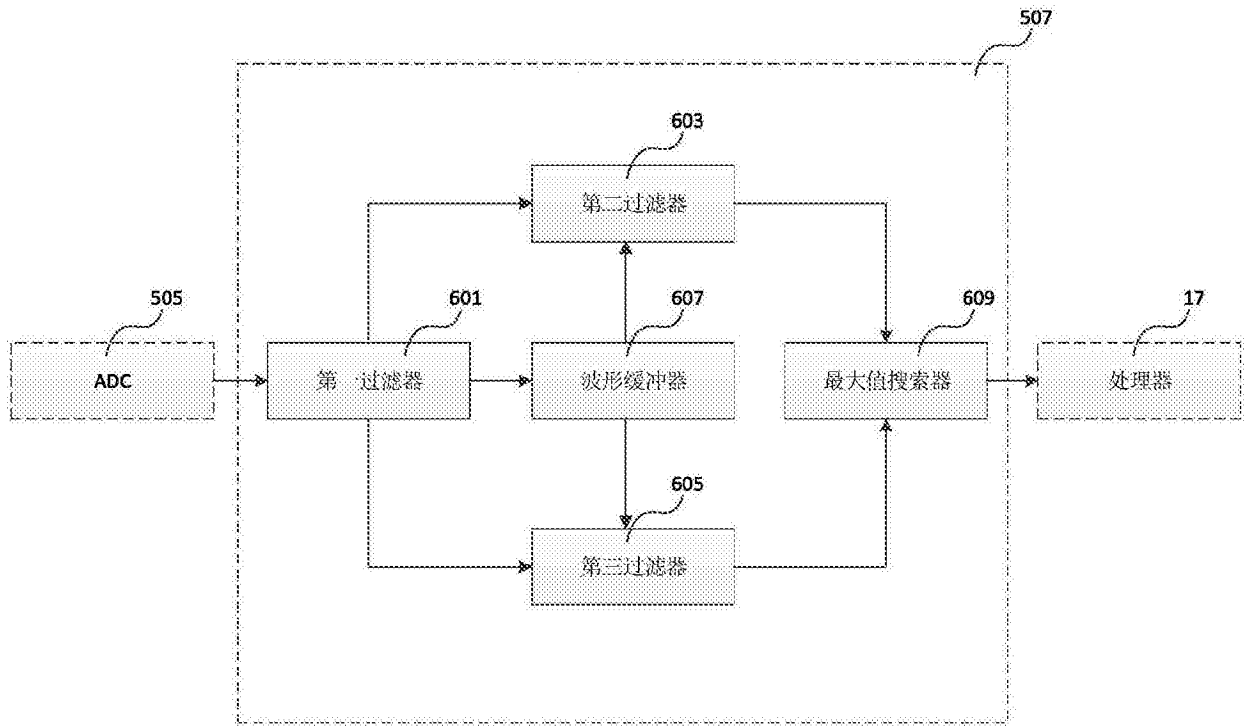 507
603
第二过滤器
505
601
607
609
17
ADC
第一过滤器
波形缓冲器
最大值搜索器
处理器
605
第三过滤器